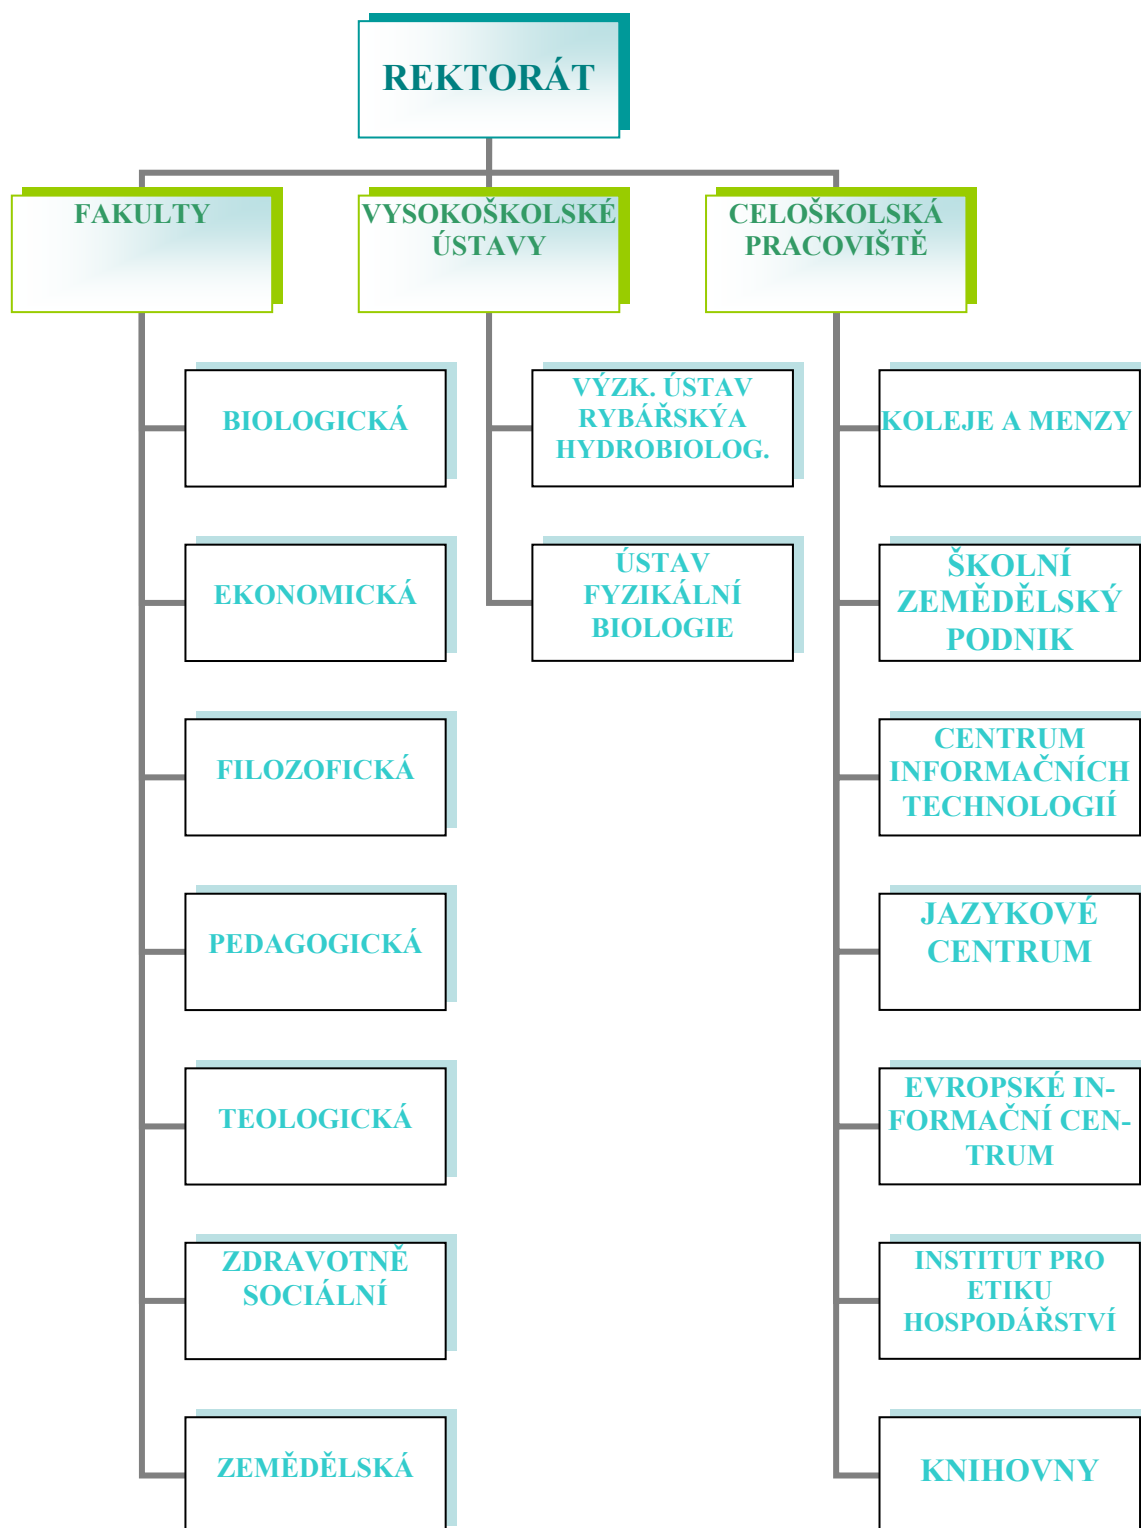 REKTORÁT
FAKULTY
VYSOKOŠKOLSKÉ
ÚSTAVY
CELOŠKOLSKÁ
PRACOVIŠTĚ
BIOLOGICKÁ
EKONOMICKÁ
FILOZOFICKÁ
PEDAGOGICKÁ
TEOLOGICKÁ
ZDRAVOTNĚ
SOCIÁLNÍ
ZEMĚDĚLSKÁ
VÝZK. ÚSTAV
RYBÁŘSKÝA
HYDROBIOLOG.
ÚSTAV
FYZIKÁLNÍ
BIOLOGIE
KOLEJE A MENZY
ŠKOLNÍ
ZEMĚDĚLSKÝ
PODNIK
CENTRUM
INFORMAČNÍCH
TECHNOLOGIÍ
JAZYKOVÉ
CENTRUM
EVROPSKÉ IN-
FORMAČNÍ CEN-
TRUM
INSTITUT PRO
ETIKU
HOSPODÁŘSTVÍ
KNIHOVNY